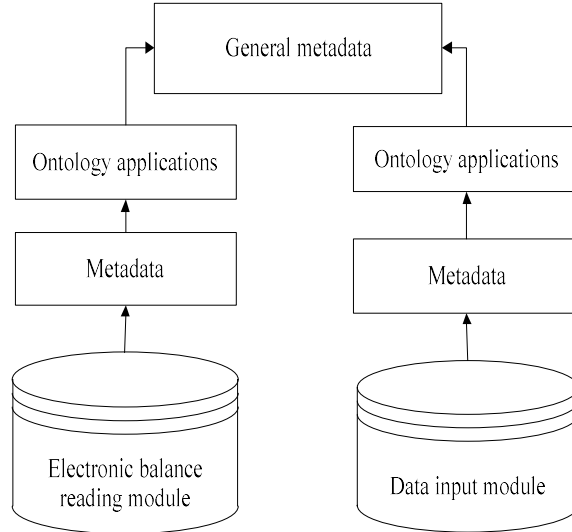 General metadata
Ontology applications
Ontology applications
Metadata
Metadata
Electronic balance
reading module
Data input module